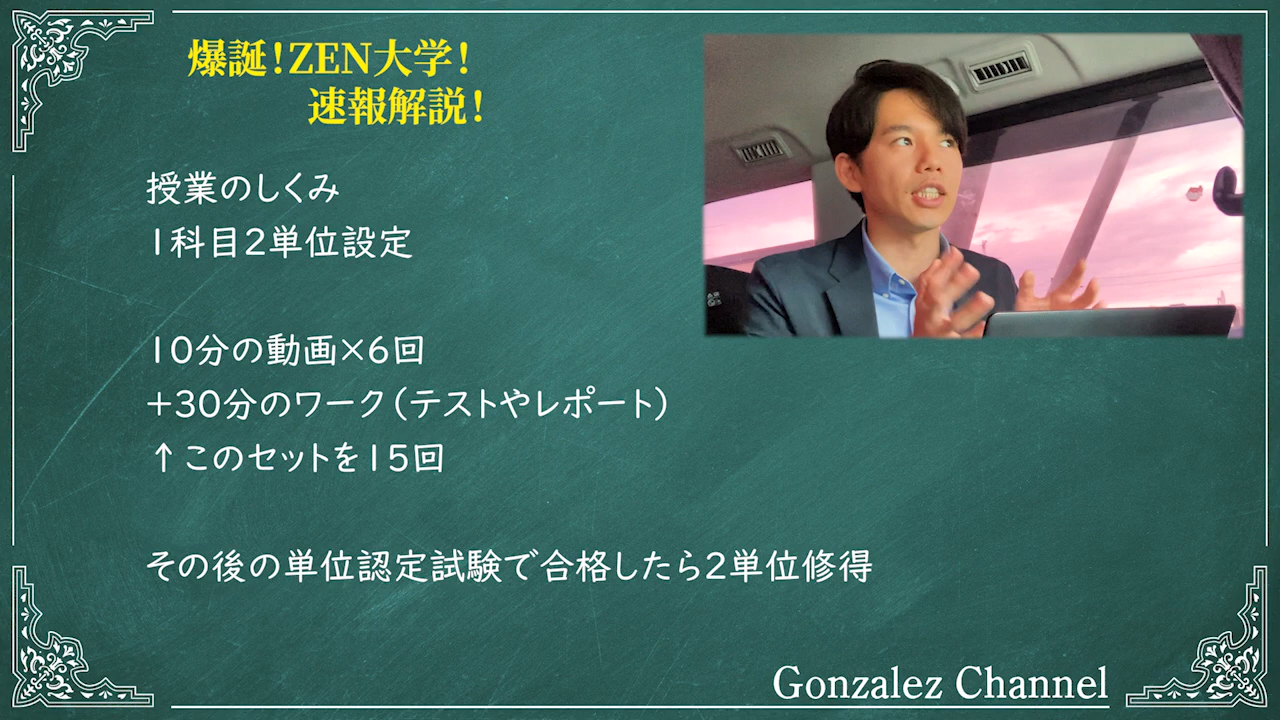 爆誕！ZEN大学！
速報解説！
授業のしくみ
1科目2単位設定
10分の動画×6回
+30分のワーク（テストやレポート）
↑このセットを15回
その後の単位認定試験で合格したら2単位修得
Gonzalez Channel